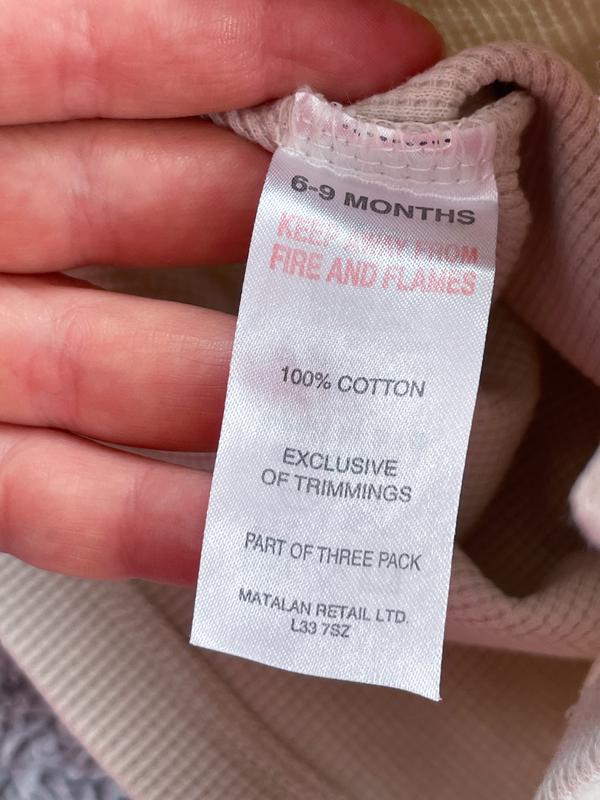 6-9 MONTHS
KEEP AWAY FROM
FIRE AND FLAMES
100% COTTON
EXCLUSIVE
OF TRIMMINGS
PART OF THREE PACK
MATALAN RETAIL LTD.
L33 7SZ